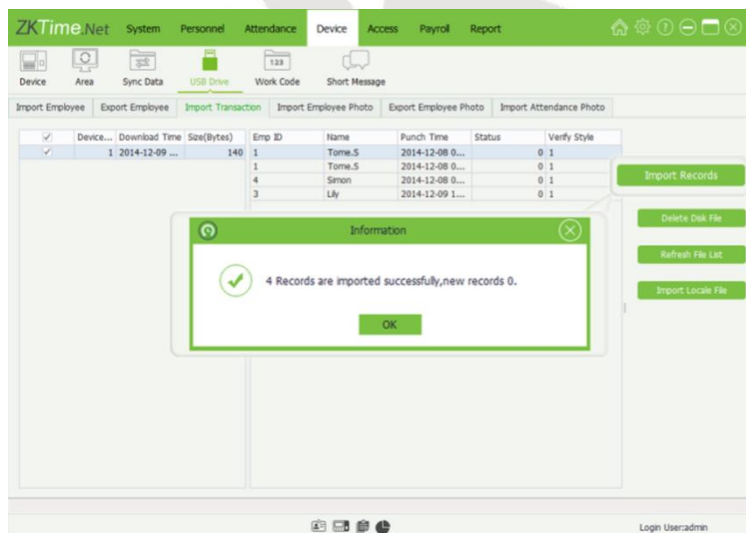 ZKTime.Net System Personnel Attendance Device Access Payroll Report
123
Device Area Sync Data USB Drive Work Code Short Message
Import Employee Export Employee Import Transaction Import Employee Photo Export Employee Photo Import Attendance Photo
Device... Download Time Size(Bytes) Emp ID Name Punch Time Status Verify Style
1 2014-12-09 ... 140 1 Tome.S 2014-12-08 0... 0 1
1 Tome.S 2014-12-08 0... 0 1
4 Simon 2014-12-08 0... 0 1
3 Lily 2014-12-09 1... 0 1
Import Records
Delete Disk File
Refresh File List
Import Locale File
Information
4 Records are imported successfully,new records 0.
OK
Login User:admin